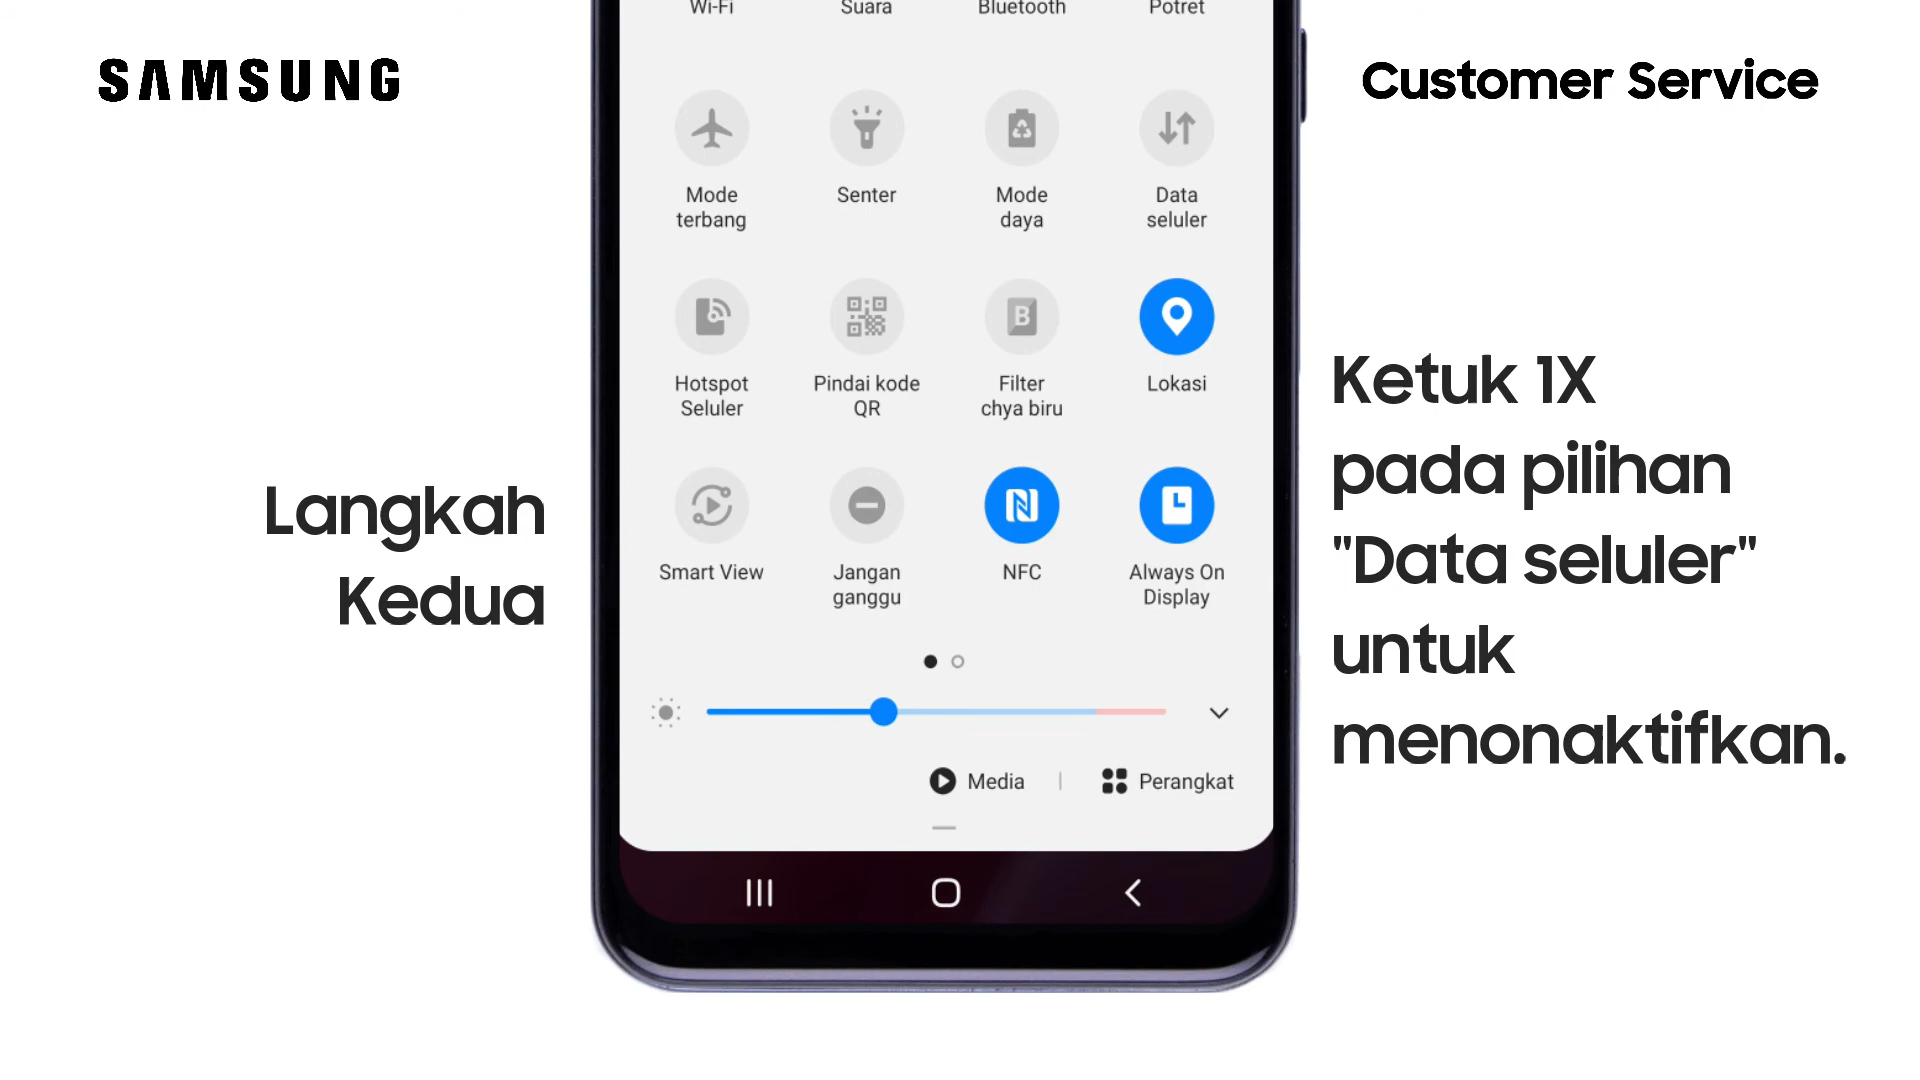 SAMSUNG
Customer Service
Wi-Fi
Suara
Bluetooth
Potret
Mode
terbang
Senter
Mode
daya
Data
seluler
Hotspot
Seluler
Pindai kode
QR
Filter
chya biru
Lokasi
Smart View
Jangan
ganggu
NFC
Always On
Display
Media
Perangkat
Langkah
Kedua
Ketuk 1X
pada pilihan
"Data seluler"
untuk
menonaktifkan.